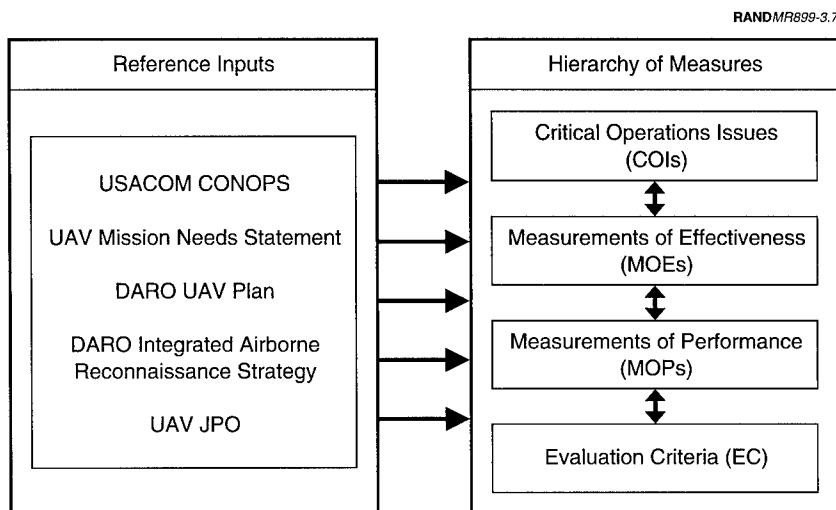 RANDMR899-3.7
Reference Inputs
USACOM CONOPS
UAV Mission Needs Statement
DARO UAV Plan
DARO Integrated Airborne
Reconnaissance Strategy
UAV JPO
Hierarchy of Measures
Critical Operations Issues
(COIs)
Measurements of Effectiveness
(MOEs)
Measurements of Performance
(MOPs)
Evaluation Criteria (EC)